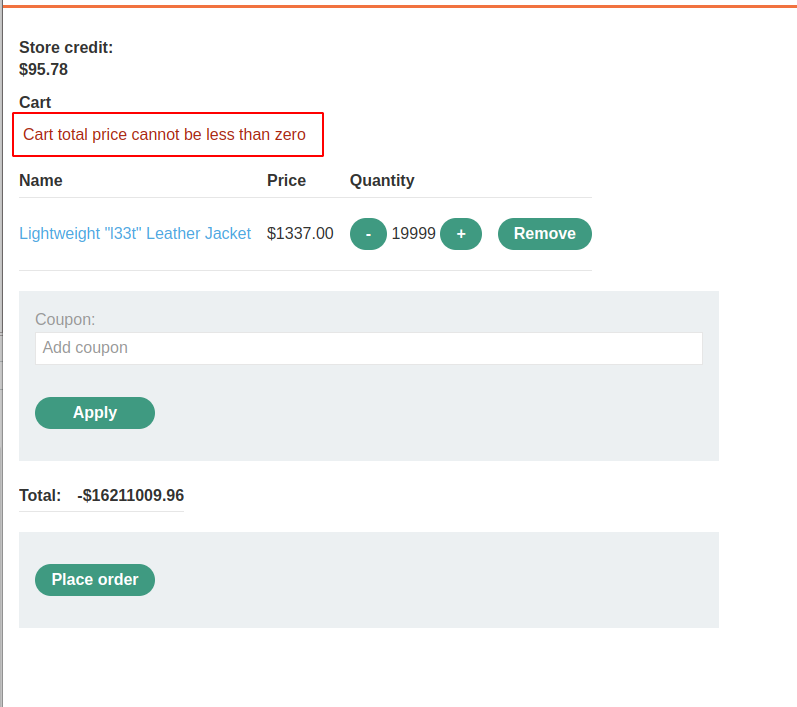 Store credit:
$95.78
Cart
Cart total price cannot be less than zero
Name Price Quantity
Lightweight "l33t" Leather Jacket $1337.00 - 19999 + Remove
Coupon:
Add coupon
Apply
Total: -$16211009.96
Place order